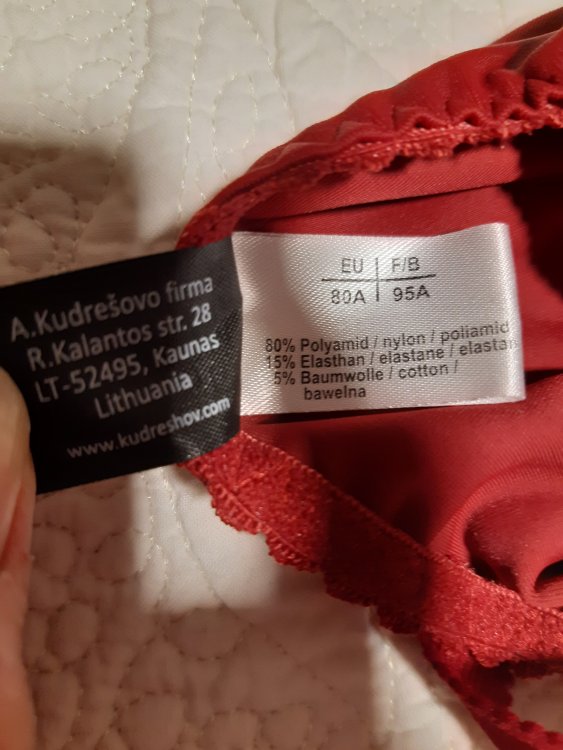 A.Kudrešovo firma
R.Kalantos str. 28
LT-52495, Kaunas
Lithuania
www.kudreshov.com
EU F/B
80A 95A
80% Polyamid / nylon / poliamid
15% Elasthan / elastane / elastan
5% Baumwolle / cotton /
bawelna